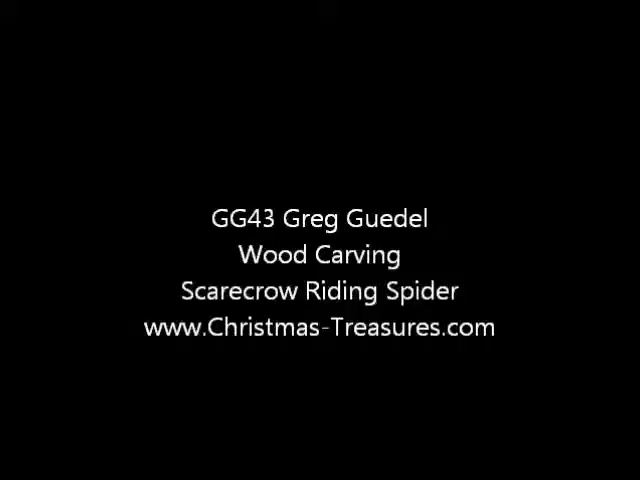 GG43 Greg Guedel
Wood Carving
Scarecrow Riding Spider
www.Christmas-Treasures.com